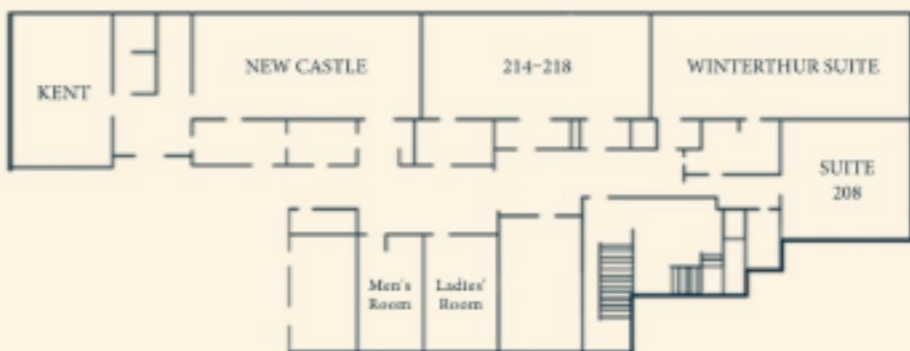 KENT
NEW CASTLE
214-218
WINTERTHUR SUITE
SUITE
208
Men's
Room
Ladies'
Room